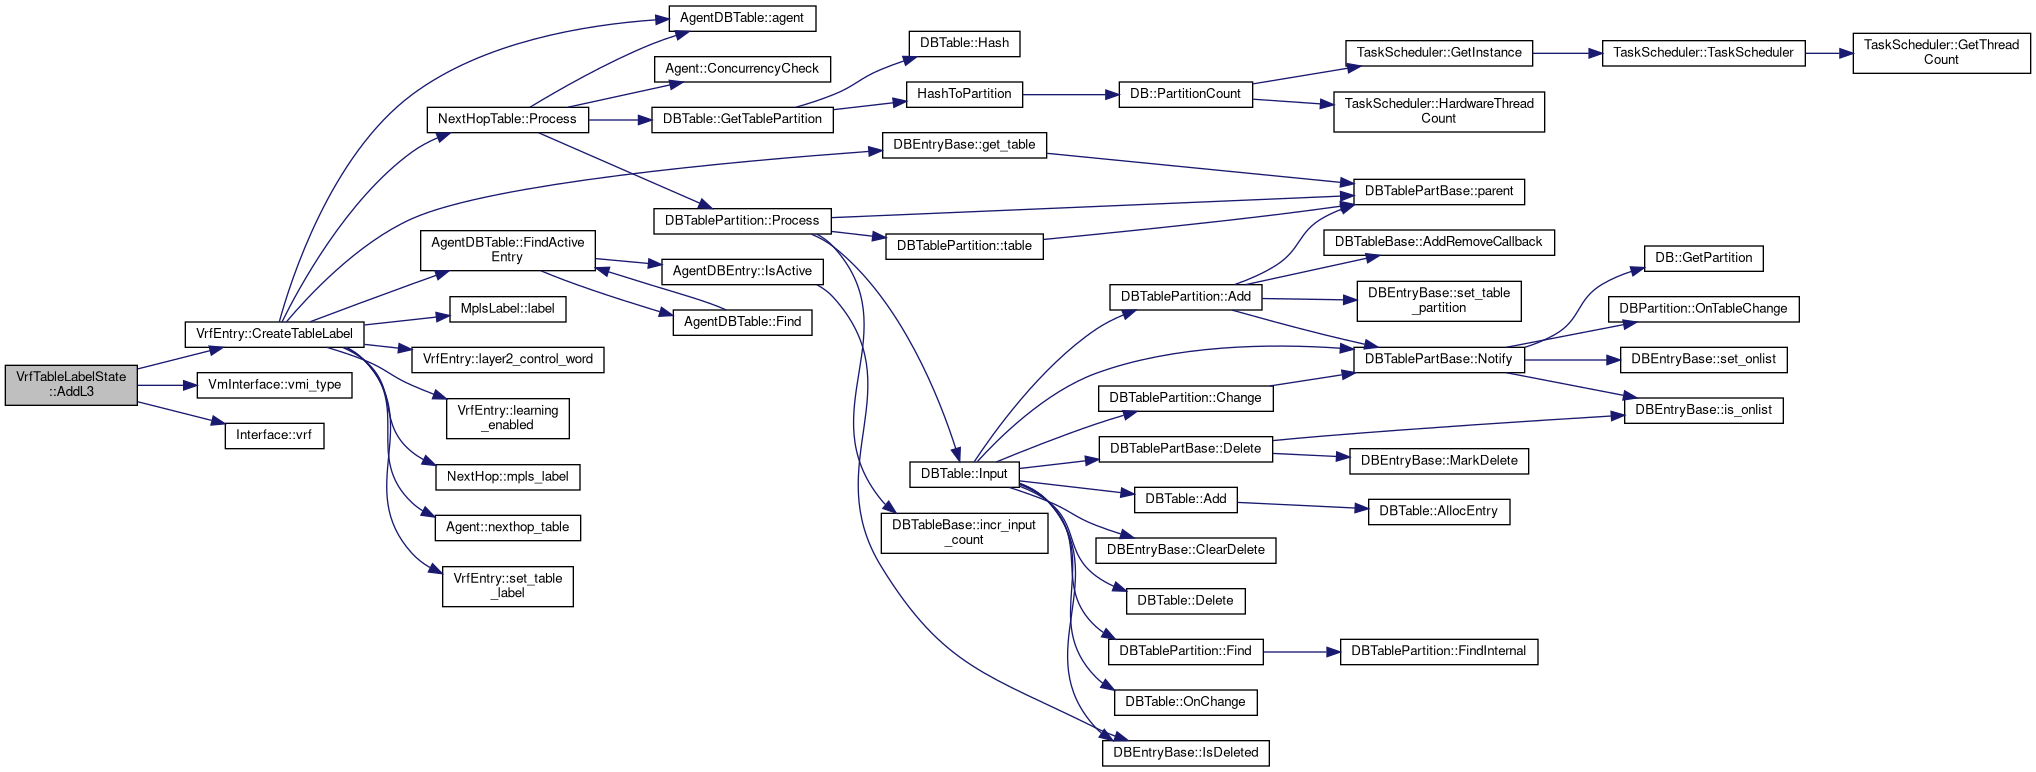 VrfTableLabelState
::AddL3
VrfEntry::CreateTableLabel
VmInterface::vmi_type
Interface::vrf
AgentDBTable::agent
NextHopTable::Process
Agent::ConcurrencyCheck
DBTable::GetTablePartition
DBTable::Hash
HashToPartition
DB::PartitionCount
TaskScheduler::GetInstance
TaskScheduler::TaskScheduler
TaskScheduler::GetThread
Count
TaskScheduler::HardwareThread
Count
DBEntryBase::get_table
DBTablePartBase::parent
DBTablePartition::Process
DBTablePartition::table
AgentDBTable::FindActive
Entry
AgentDBEntry::IsActive
AgentDBTable::Find
MplsLabel::label
VrfEntry::layer2_control_word
VrfEntry::learning
_enabled
NextHop::mpls_label
Agent::nexthop_table
VrfEntry::set_table
_label
DBTable::Input
DBTableBase::incr_input
_count
DBTablePartition::Add
DBTableBase::AddRemoveCallback
DBEntryBase::set_table
_partition
DBTablePartBase::Notify
DB::GetPartition
DBPartition::OnTableChange
DBEntryBase::set_onlist
DBEntryBase::is_onlist
DBTablePartition::Change
DBTablePartBase::Delete
DBEntryBase::MarkDelete
DBTable::Add
DBTable::AllocEntry
DBEntryBase::ClearDelete
DBTable::Delete
DBTablePartition::Find
DBTablePartition::FindInternal
DBTable::OnChange
DBEntryBase::IsDeleted